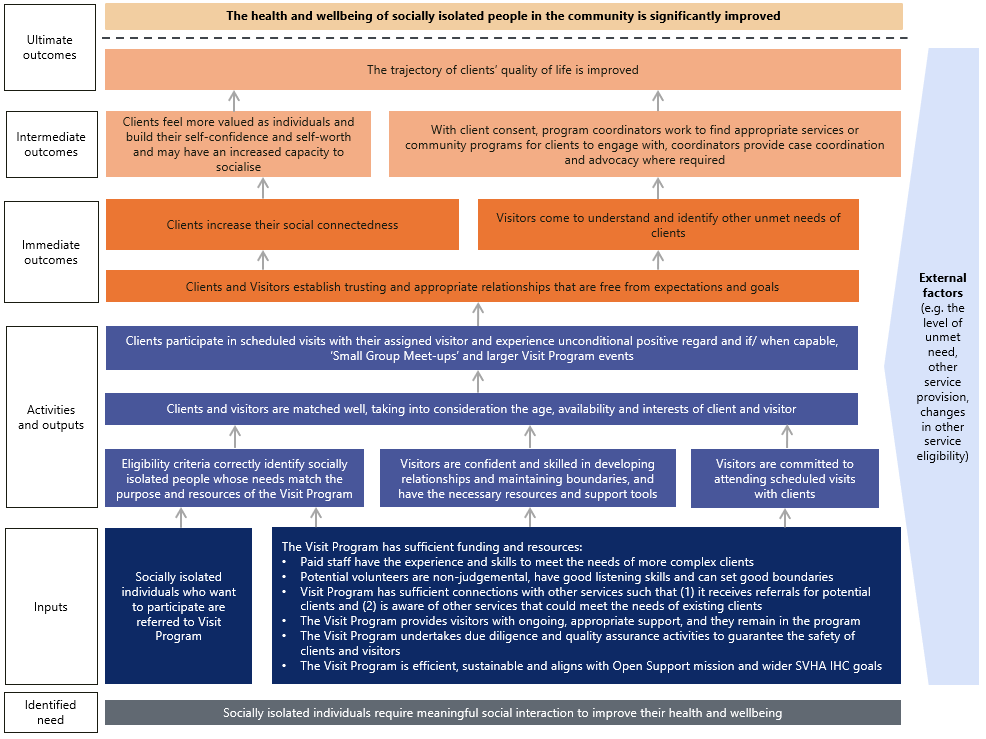 Ultimate
outcomes
The health and wellbeing of socially isolated people in the community is significantly improved
The trajectory of clients’ quality of life is improved
Intermediate
outcomes
Clients feel more valued as individuals and
build their self-confidence and self-worth
and may have an increased capacity to
socialise
With client consent, program coordinators work to find appropriate services or
community programs for clients to engage with, coordinators provide case coordination
and advocacy where required
Immediate
outcomes
Clients increase their social connectedness
Visitors come to understand and identify other unmet needs of
clients
Clients and Visitors establish trusting and appropriate relationships that are free from expectations and goals
Activities
and outputs
Clients participate in scheduled visits with their assigned visitor and experience unconditional positive regard and if/ when capable,
‘Small Group Meet-ups’ and larger Visit Program events
Clients and visitors are matched well, taking into consideration the age, availability and interests of client and visitor
Eligibility criteria correctly identify socially
isolated people whose needs match the
purpose and resources of the Visit Program
Visitors are confident and skilled in developing
relationships and maintaining boundaries, and
have the necessary resources and support tools
Visitors are committed to
attending scheduled visits
with clients
Inputs
Socially isolated
individuals who want
to participate are
referred to Visit
Program
The Visit Program has sufficient funding and resources:
• Paid staff have the experience and skills to meet the needs of more complex clients
• Potential volunteers are non-judgemental, have good listening skills and can set good boundaries
• Visit Program has sufficient connections with other services such that (1) it receives referrals for potential
clients and (2) is aware of other services that could meet the needs of existing clients
• The Visit Program provides visitors with ongoing, appropriate support, and they remain in the program
• The Visit Program undertakes due diligence and quality assurance activities to guarantee the safety of
clients and visitors
• The Visit Program is efficient, sustainable and aligns with Open Support mission and wider SVHA IHC goals
Identified
need
Socially isolated individuals require meaningful social interaction to improve their health and wellbeing
External
factors
(e.g. the
level of
unmet
need,
other
service
provision,
changes
in other
service
eligibility)